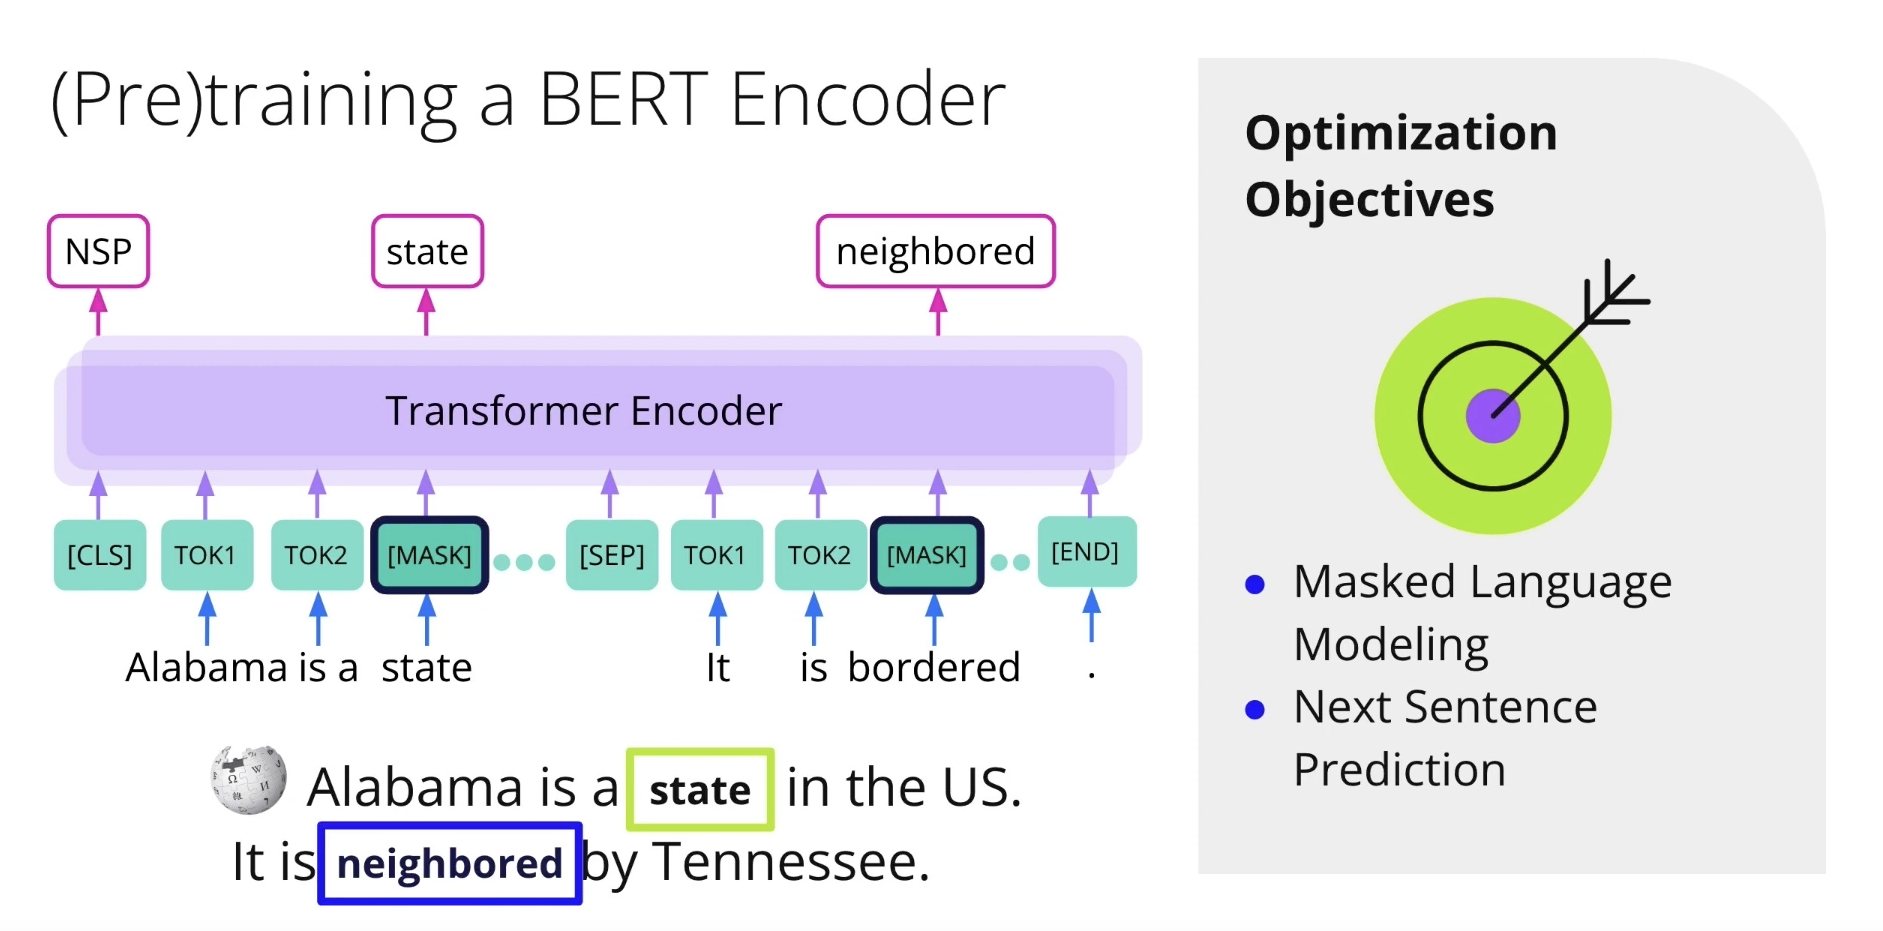 (Pre)training a BERT Encoder
NSP state neighbored
Transformer Encoder
[CLS] TOK1 TOK2 [MASK] [SEP] TOK1 TOK2 [MASK] [END]
Alabama is a state It is bordered .
Alabama is a state in the US.
It is neighbored by Tennessee.
Optimization
Objectives
Masked Language
Modeling
Next Sentence
Prediction